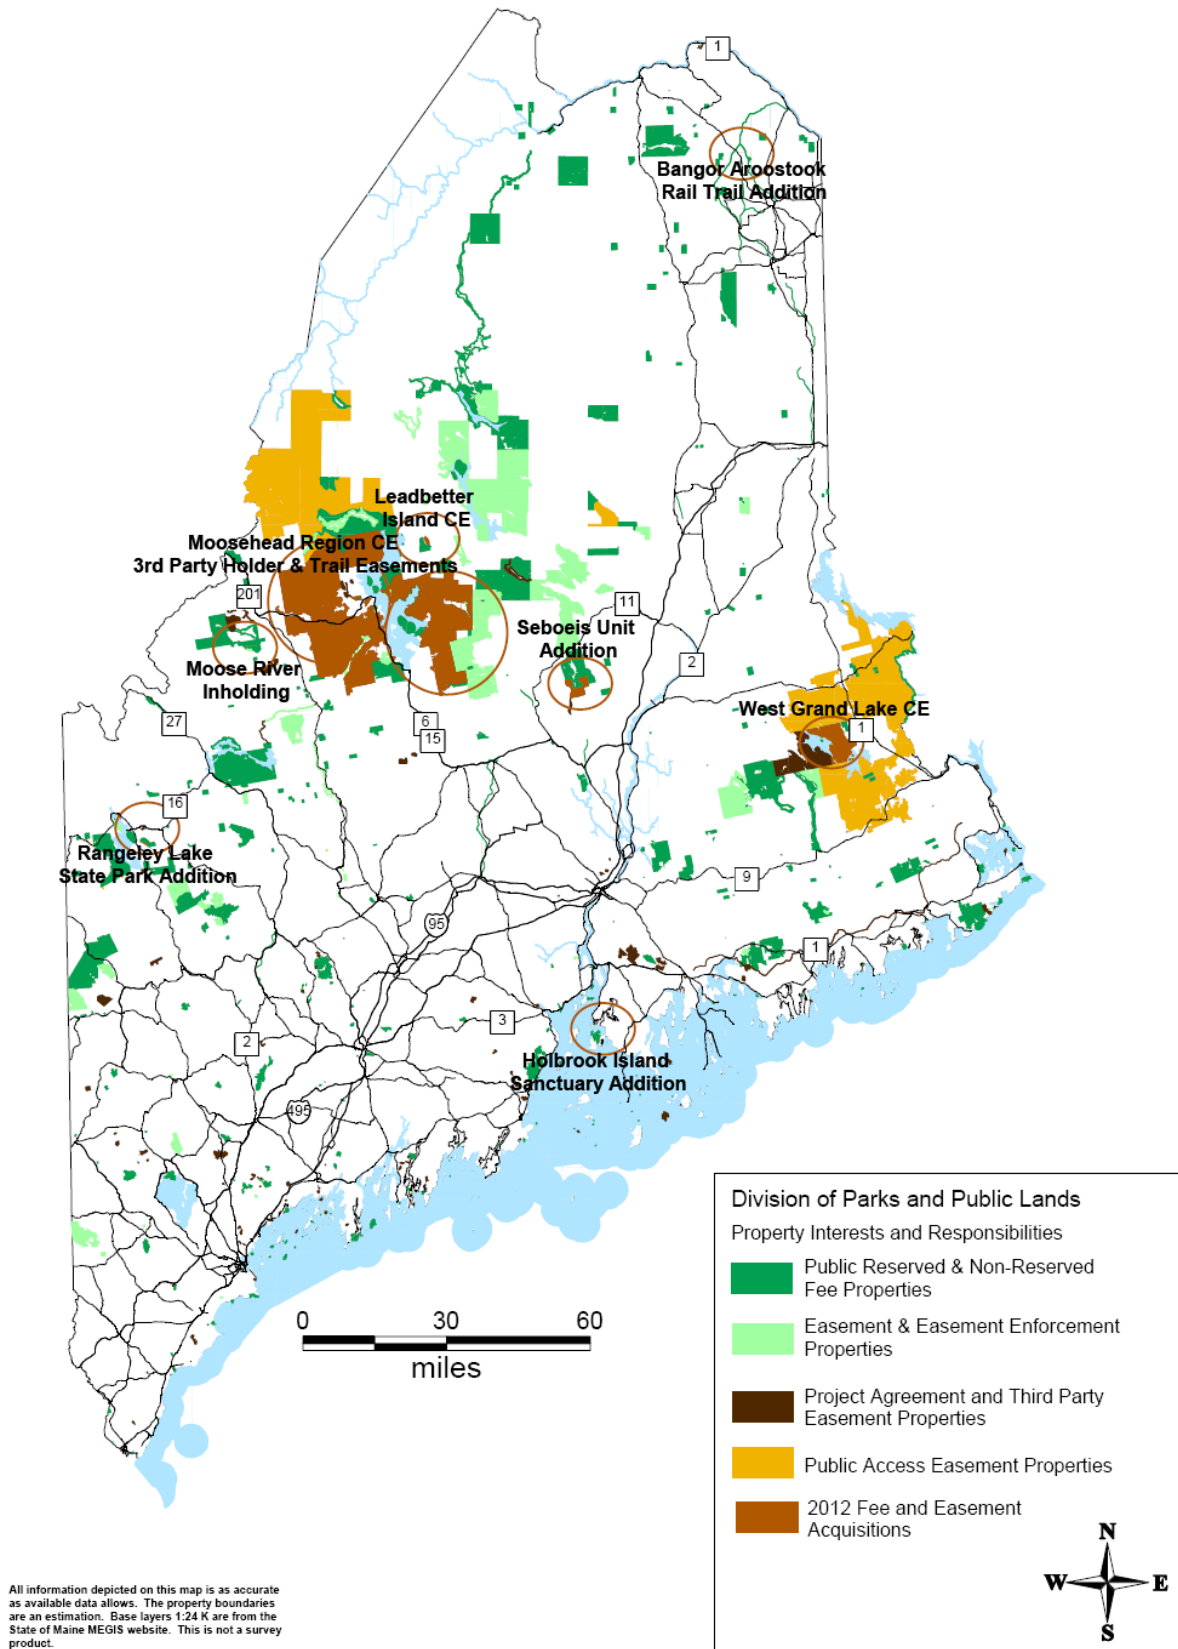 1
Bangor Aroostook
Rail Trail Addition
Leadbetter
Island CE
Moosehead Region CE
3rd Party Holder & Trail Easements
201
11
Seboeis Unit
Addition
2
Moose River
Inholding
West Grand Lake CE
27
6
15
1
16
Rangeley Lake
State Park Addition
9
95
1
3
2
Holbrook Island
Sanctuary Addition
495
0 30 60
miles
Division of Parks and Public Lands
Property Interests and Responsibilities
Public Reserved & Non-Reserved
Fee Properties
Easement & Easement Enforcement
Properties
Project Agreement and Third Party
Easement Properties
Public Access Easement Properties
2012 Fee and Easement
Acquisitions
N
W E
S
All information depicted on this map is as accurate
as available data allows. The property boundaries
are an estimation. Base layers 1:24 K are from the
State of Maine MEGIS website. This is not a survey
product.